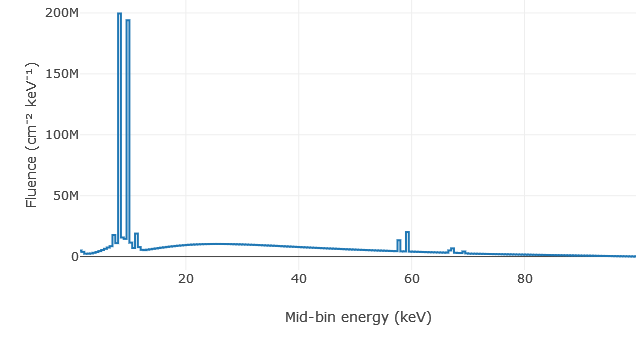 200M
150M
100M
50M
0
Fluence (cm⁻² keV⁻¹)
20
40
60
80
Mid-bin energy (keV)